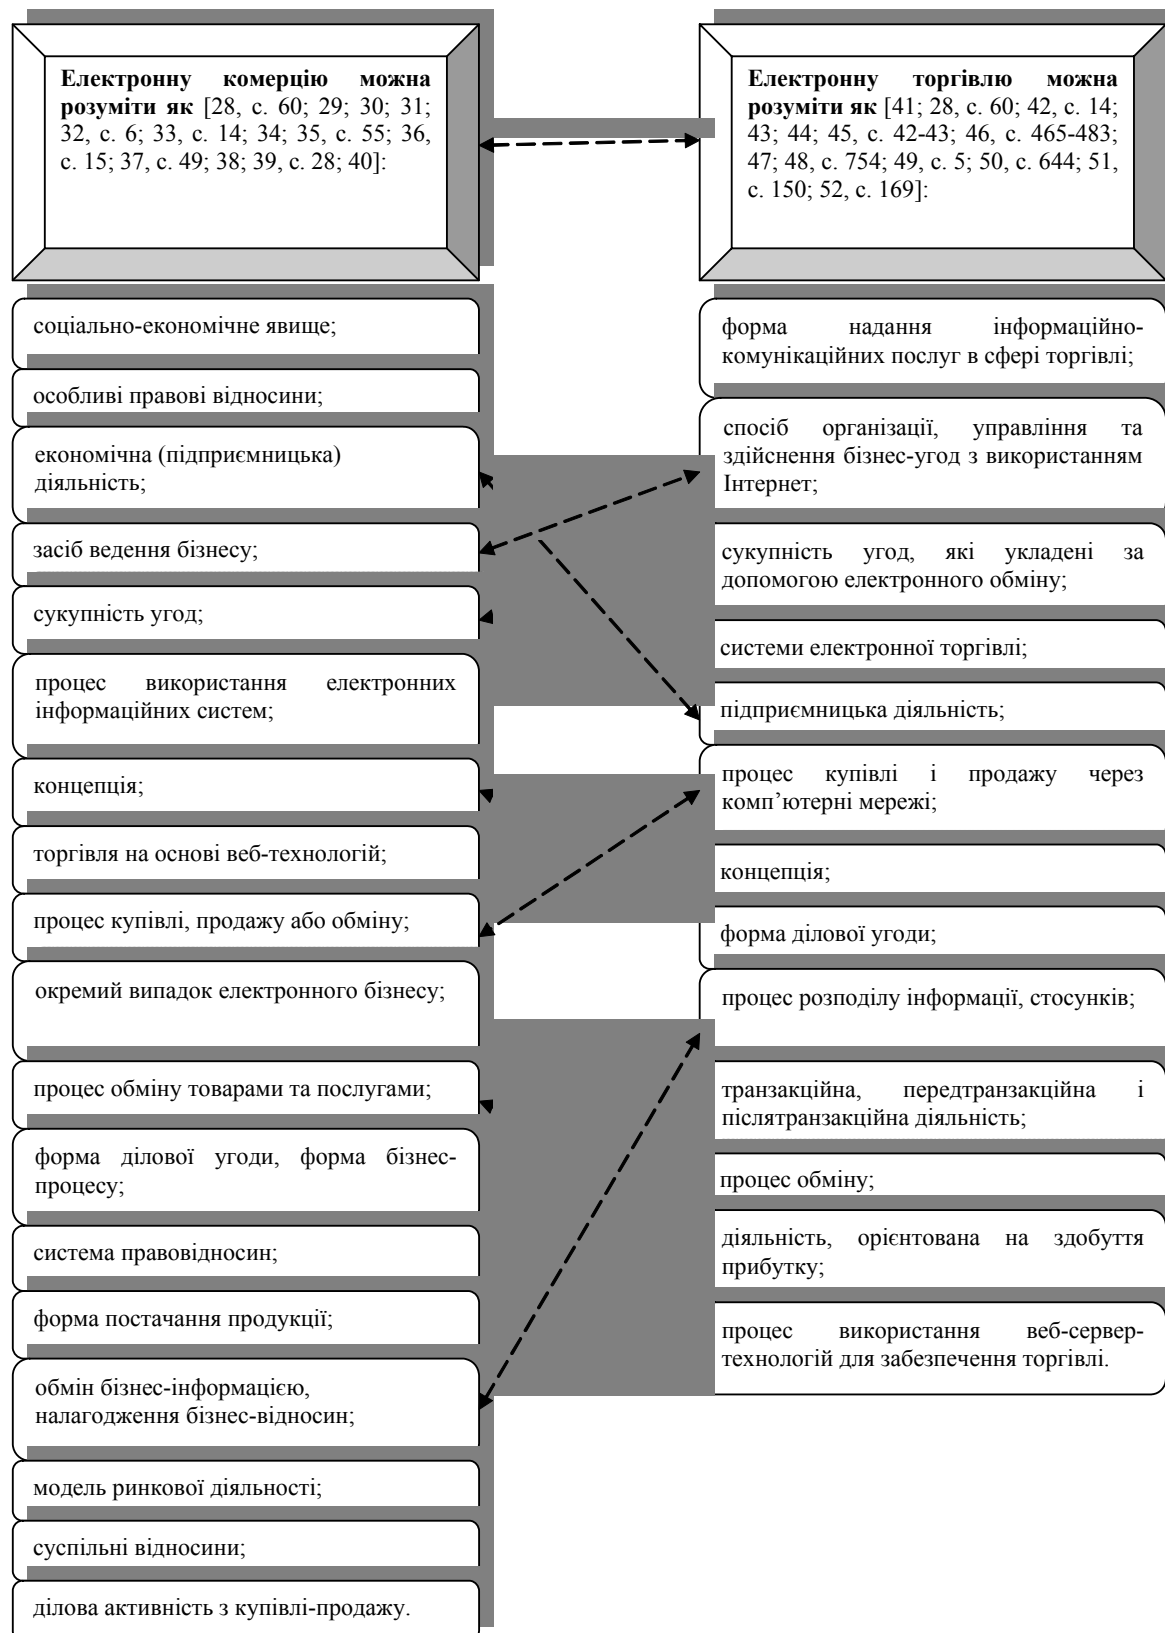 Електронну комерцію можна
розуміти як [28, с. 60; 29; 30; 31;
32, с. 6; 33, с. 14; 34; 35, с. 55; 36,
с. 15; 37, с. 49; 38; 39, с. 28; 40]:
соціально-економічне явище;
особливі правові відносини;
економічна (підприємницька)
діяльність;
засіб ведення бізнесу;
сукупність угод;
процес використання електронних
інформаційних систем;
концепція;
торгівля на основі веб-технологій;
процес купівлі, продажу або обміну;
окремий випадок електронного бізнесу;
процес обміну товарами та послугами;
форма ділової угоди, форма бізнес-
процесу;
система правовідносин;
форма постачання продукції;
обмін бізнес-інформацією,
налагодження бізнес-відносин;
модель ринкової діяльності;
суспільні відносини;
ділова активність з купівлі-продажу.
Електронну торгівлю можна
розуміти як [41; 28, с. 60; 42, с. 14;
43; 44; 45, с. 42-43; 46, с. 465-483;
47; 48, с. 754; 49, с. 5; 50, с. 644; 51,
с. 150; 52, с. 169]:
форма надання інформаційно-
комунікаційних послуг в сфері торгівлі;
спосіб організації, управління та
здійснення бізнес-угод з використанням
Інтернет;
сукупність угод, які укладені за
допомогою електронного обміну;
системи електронної торгівлі;
підприємницька діяльність;
процес купівлі і продажу через
комп’ютерні мережі;
концепція;
форма ділової угоди;
процес розподілу інформації, стосунків;
транзакційна, передтранзакційна і
післятранзакційна діяльність;
процес обміну;
діяльність, орієнтована на здобуття
прибутку;
процес використання веб-сервер-
технологій для забезпечення торгівлі.